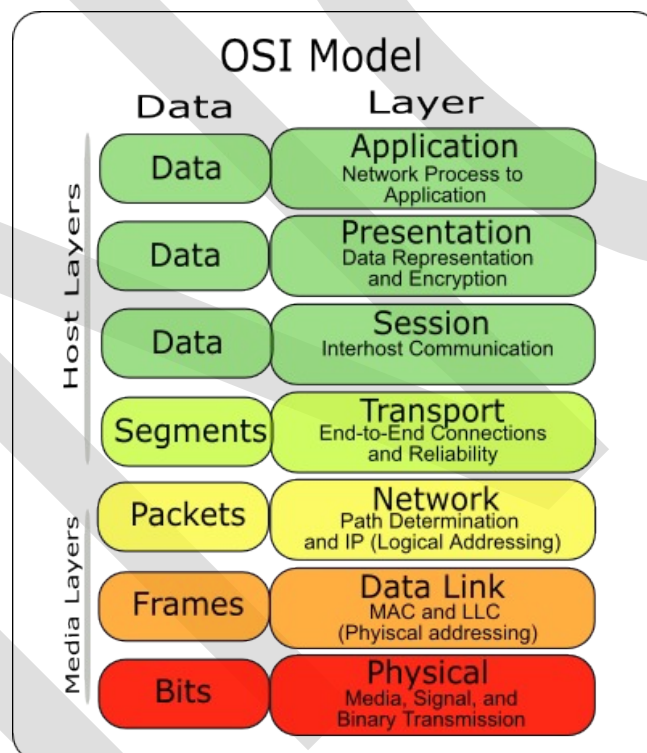 OSI Model
Data Layer
Host Layers
Data
Application
Network Process to
Application
Data
Presentation
Data Representation
and Encryption
Data
Session
Interhost Communication
Segments
Transport
End-to-End Connections
and Reliability
Media Layers
Packets
Network
Path Determination
and IP (Logical Addressing)
Frames
Data Link
MAC and LLC
(Phyiscal addressing)
Bits
Physical
Media, Signal, and
Binary Transmission